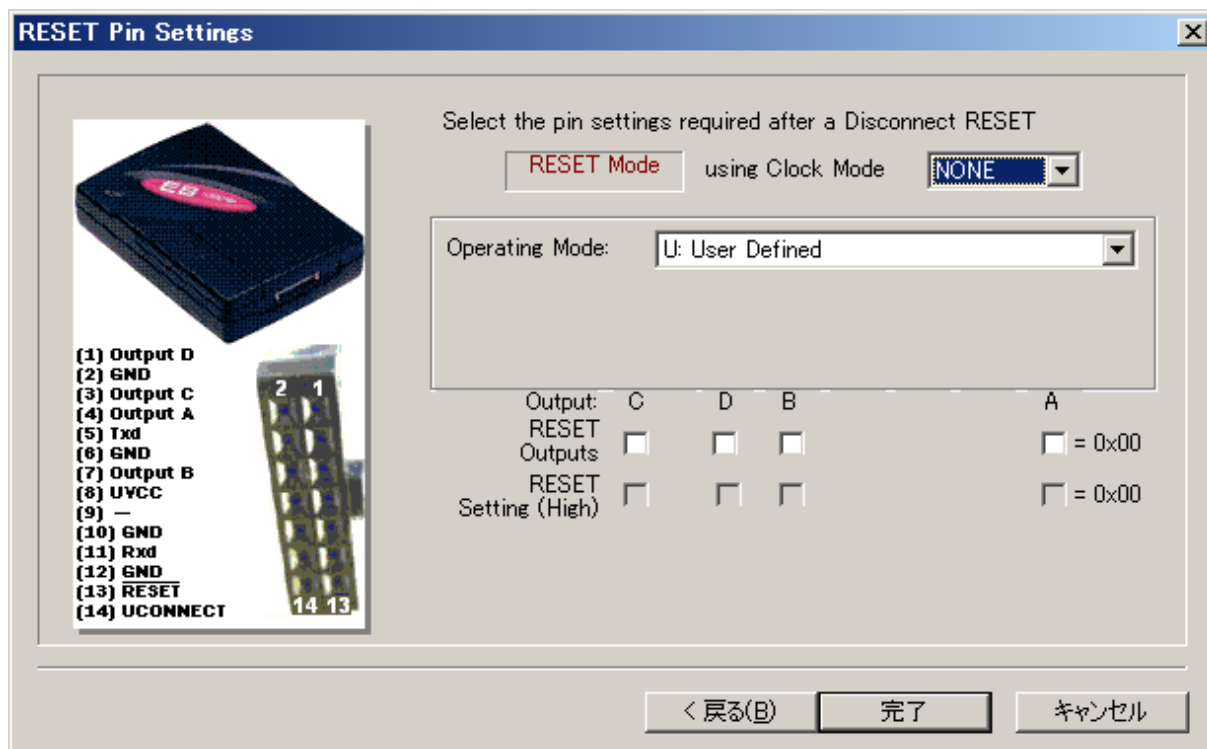 RESET Pin Settings
Select the pin settings required after a Disconnect RESET
RESET Mode using Clock Mode NONE
Operating Mode: U: User Defined
(1) Output D
(2) GND
(3) Output C
(4) Output A
(5) Txd
(6) GND
(7) Output B
(8) UVCC
(9) —
(10) GND
(11) Rxd
(12) GND
(13) RESET
(14) UCONNECT
2 1
14 13
Output: C D B A
RESET Outputs = 0x00
RESET Setting (High) = 0x00
< 戻る(B) 完了 キャンセル